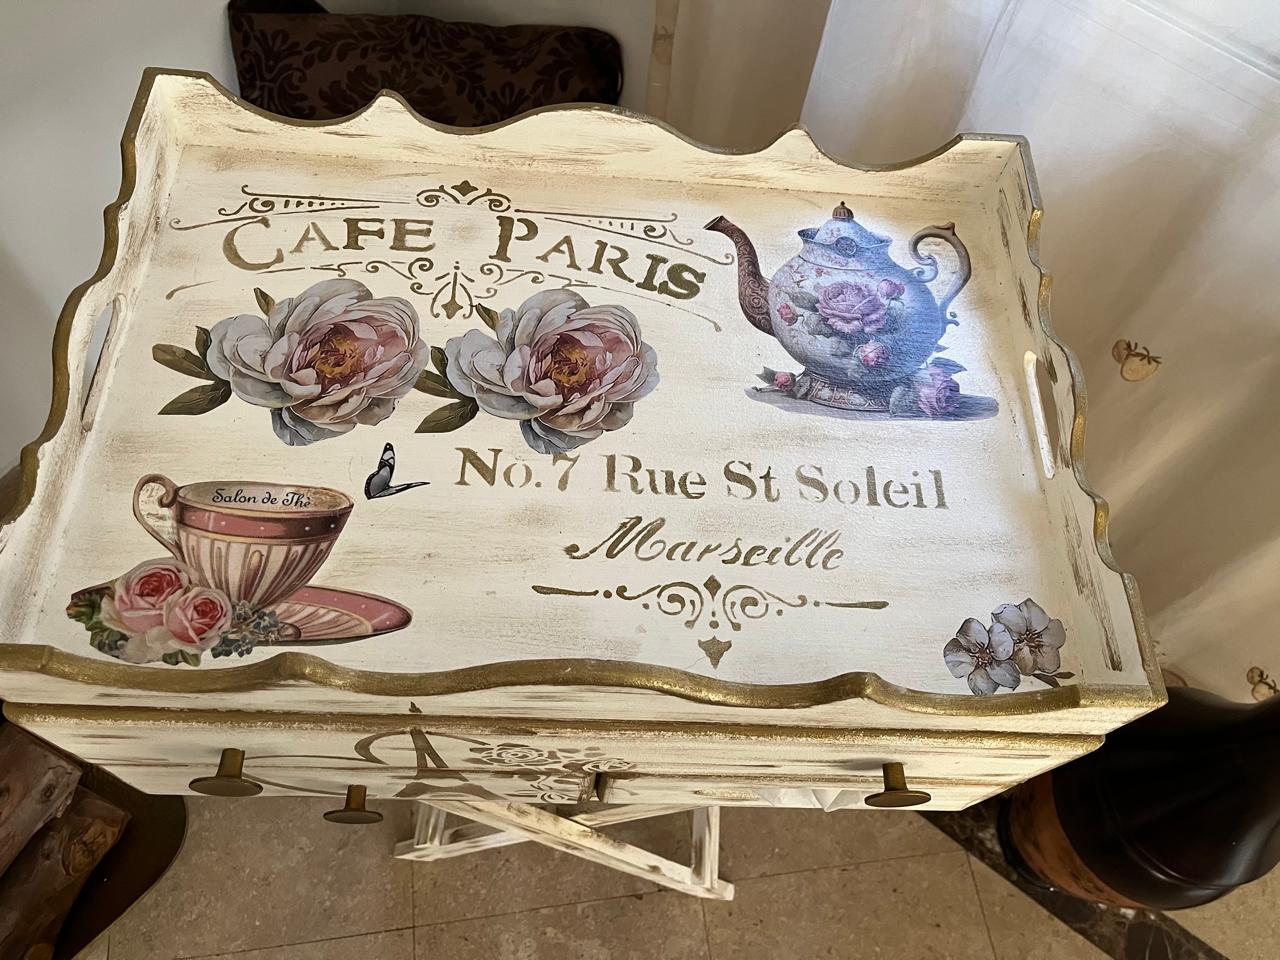 CAFE PARIS
No.7 Rue St Soleil
Marseille
Salon de Thé